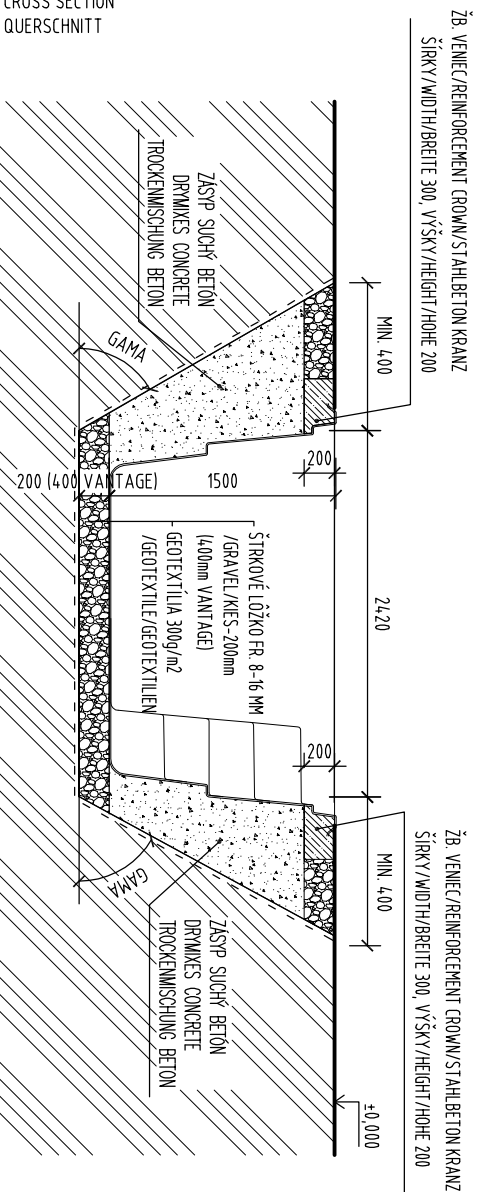 CROSS SECTION
QUERSCHNITT
ŽB. VENIEC/REINFORCEMENT CROWN/STAHLBETON KRANZ
ŠÍRKY/WIDTH/BREITE 300, VÝŠKY/HEIGHT/HOHE 200
ŽB. VENIEC/REINFORCEMENT CROWN/STAHLBETON KRANZ
ŠÍRKY/WIDTH/BREITE 300, VÝŠKY/HEIGHT/HOHE 200
MIN. 400
2420
MIN. 400
±0,000
200
200
ZÁSYP SUCHÝ BETÓN
DRYMIXES CONCRETE
TROCKENMISCHUNG BETON
GAMA
200 (400 VANTAGE)
1500
ŠTRKOVÉ LÔŽKO FR. 8-16 MM
/GRAVEL/KIES-200mm
(400mm VANTAGE)
GEOTEXTÍLIA 300g/m2
/GEOTEXTILE/GEOTEXTILIEN
GAMA
ZÁSYP SUCHÝ BETÓN
DRYMIXES CONCRETE
TROCKENMISCHUNG BETON